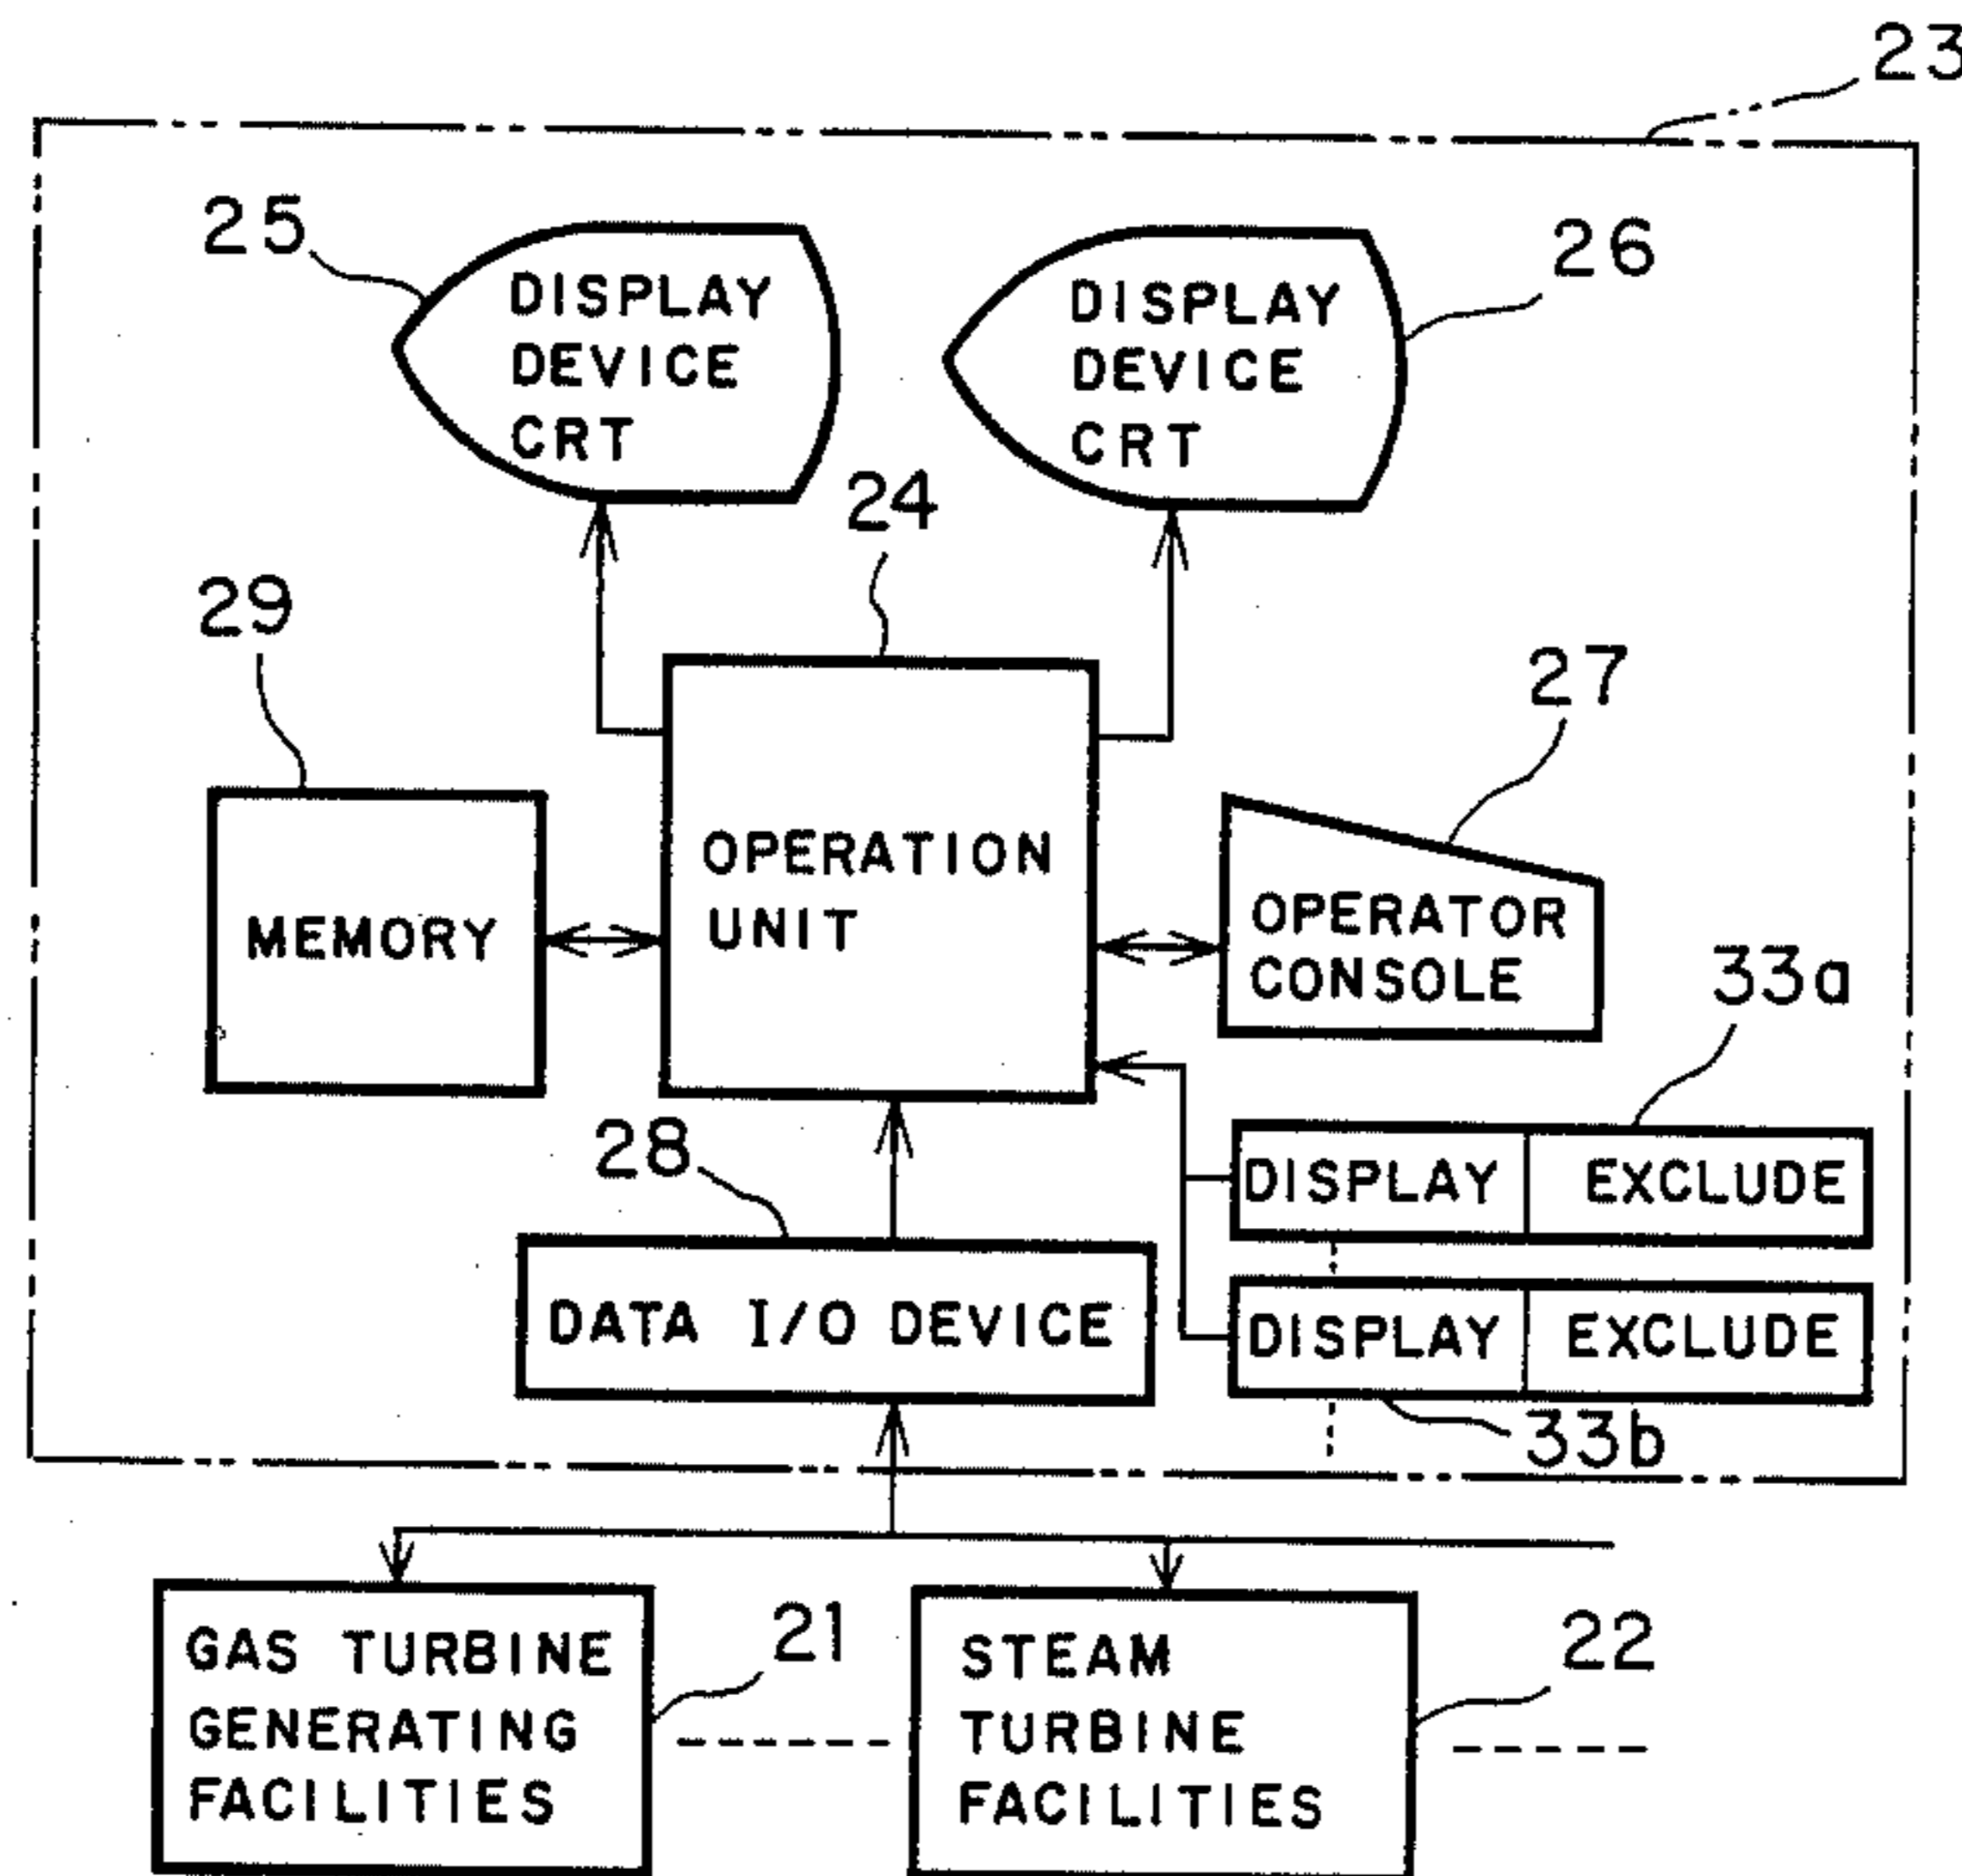 23
25
DISPLAY
DEVICE
CRT
26
DISPLAY
DEVICE
CRT
24
29
27
MEMORY
OPERATION
UNIT
OPERATOR
CONSOLE
33a
28
DISPLAY EXCLUDE
DATA I/O DEVICE
DISPLAY EXCLUDE
33b
GAS TURBINE
GENERATING
FACILITIES
21
STEAM
TURBINE
FACILITIES
22